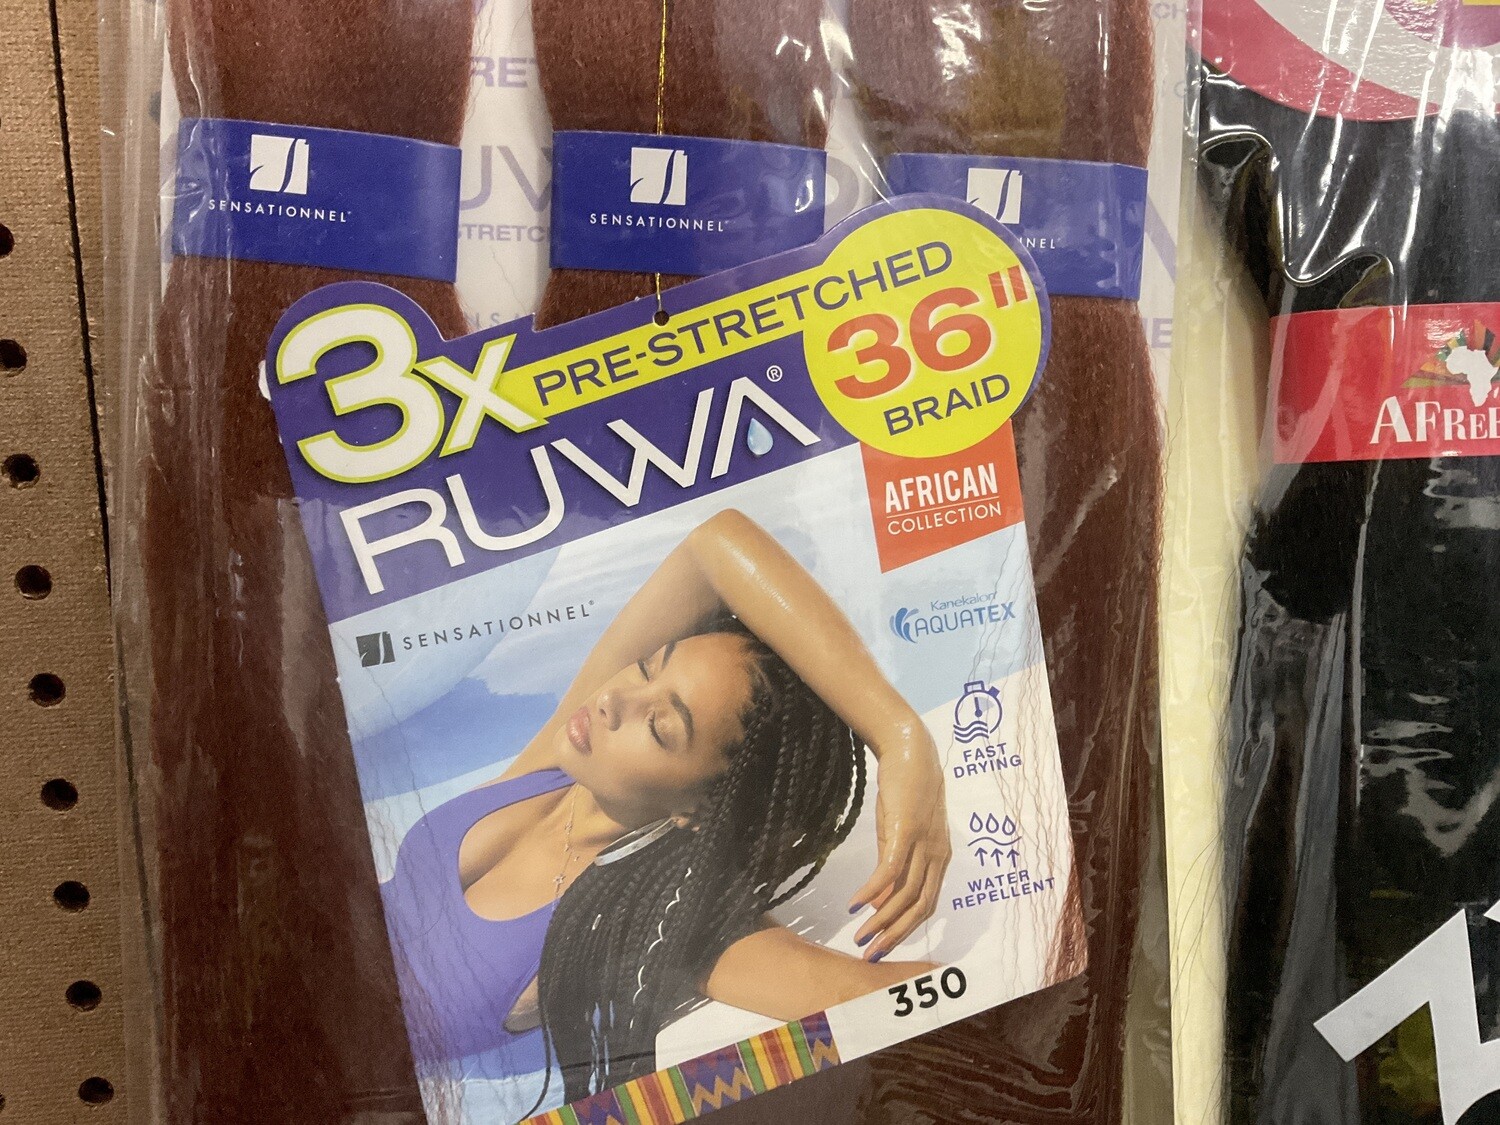 SENSATIONNEL
SENSATIONNEL
3X
PRE-STRETCHED
36"
BRAID
RUWA®
AFRICAN
COLLECTION
SENSATIONNEL®
Kanekalon
AQUATEX
FAST
DRYING
WATER
REPELLENT
350